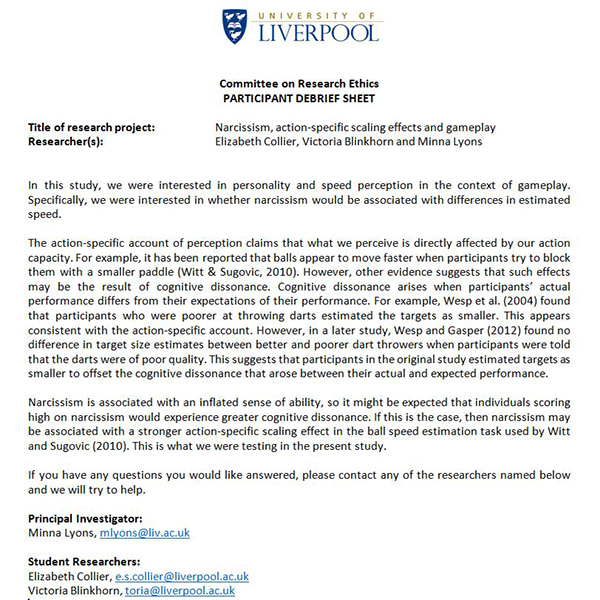 UNIVERSITY OF
LIVERPOOL
Committee on Research Ethics
PARTICIPANT DEBRIEF SHEET
Title of research project: Narcissism, action-specific scaling effects and gameplay
Researcher(s): Elizabeth Collier, Victoria Blinkhorn and Minna Lyons
In this study, we were interested in personality and speed perception in the context of gameplay.
Specifically, we were interested in whether narcissism would be associated with differences in estimated
speed.
The action-specific account of perception claims that what we perceive is directly affected by our action
capacity. For example, it has been reported that balls appear to move faster when participants try to block
them with a smaller paddle (Witt & Sugovic, 2010). However, other evidence suggests that such effects
may be the result of cognitive dissonance. Cognitive dissonance arises when participants’ actual
performance differs from their expectations of their performance. For example, Wesp et al. (2004) found
that participants who were poorer at throwing darts estimated the targets as smaller. This appears
consistent with the action-specific account. However, in a later study, Wesp and Gasper (2012) found no
difference in target size estimates between better and poorer dart throwers when participants were told
that the darts were of poor quality. This suggests that participants in the original study estimated targets as
smaller to offset the cognitive dissonance that arose between their actual and expected performance.
Narcissism is associated with an inflated sense of ability, so it might be expected that individuals scoring
high on narcissism would experience greater cognitive dissonance. If this is the case, then narcissism may
be associated with a stronger action-specific scaling effect in the ball speed estimation task used by Witt
and Sugovic (2010). This is what we were testing in the present study.
If you have any questions you would like answered, please contact any of the researchers named below
and we will try to help.
Principal Investigator:
Minna Lyons, mlyons@liv.ac.uk
Student Researchers:
Elizabeth Collier, e.s.collier@liverpool.ac.uk
Victoria Blinkhorn, toria@liverpool.ac.uk